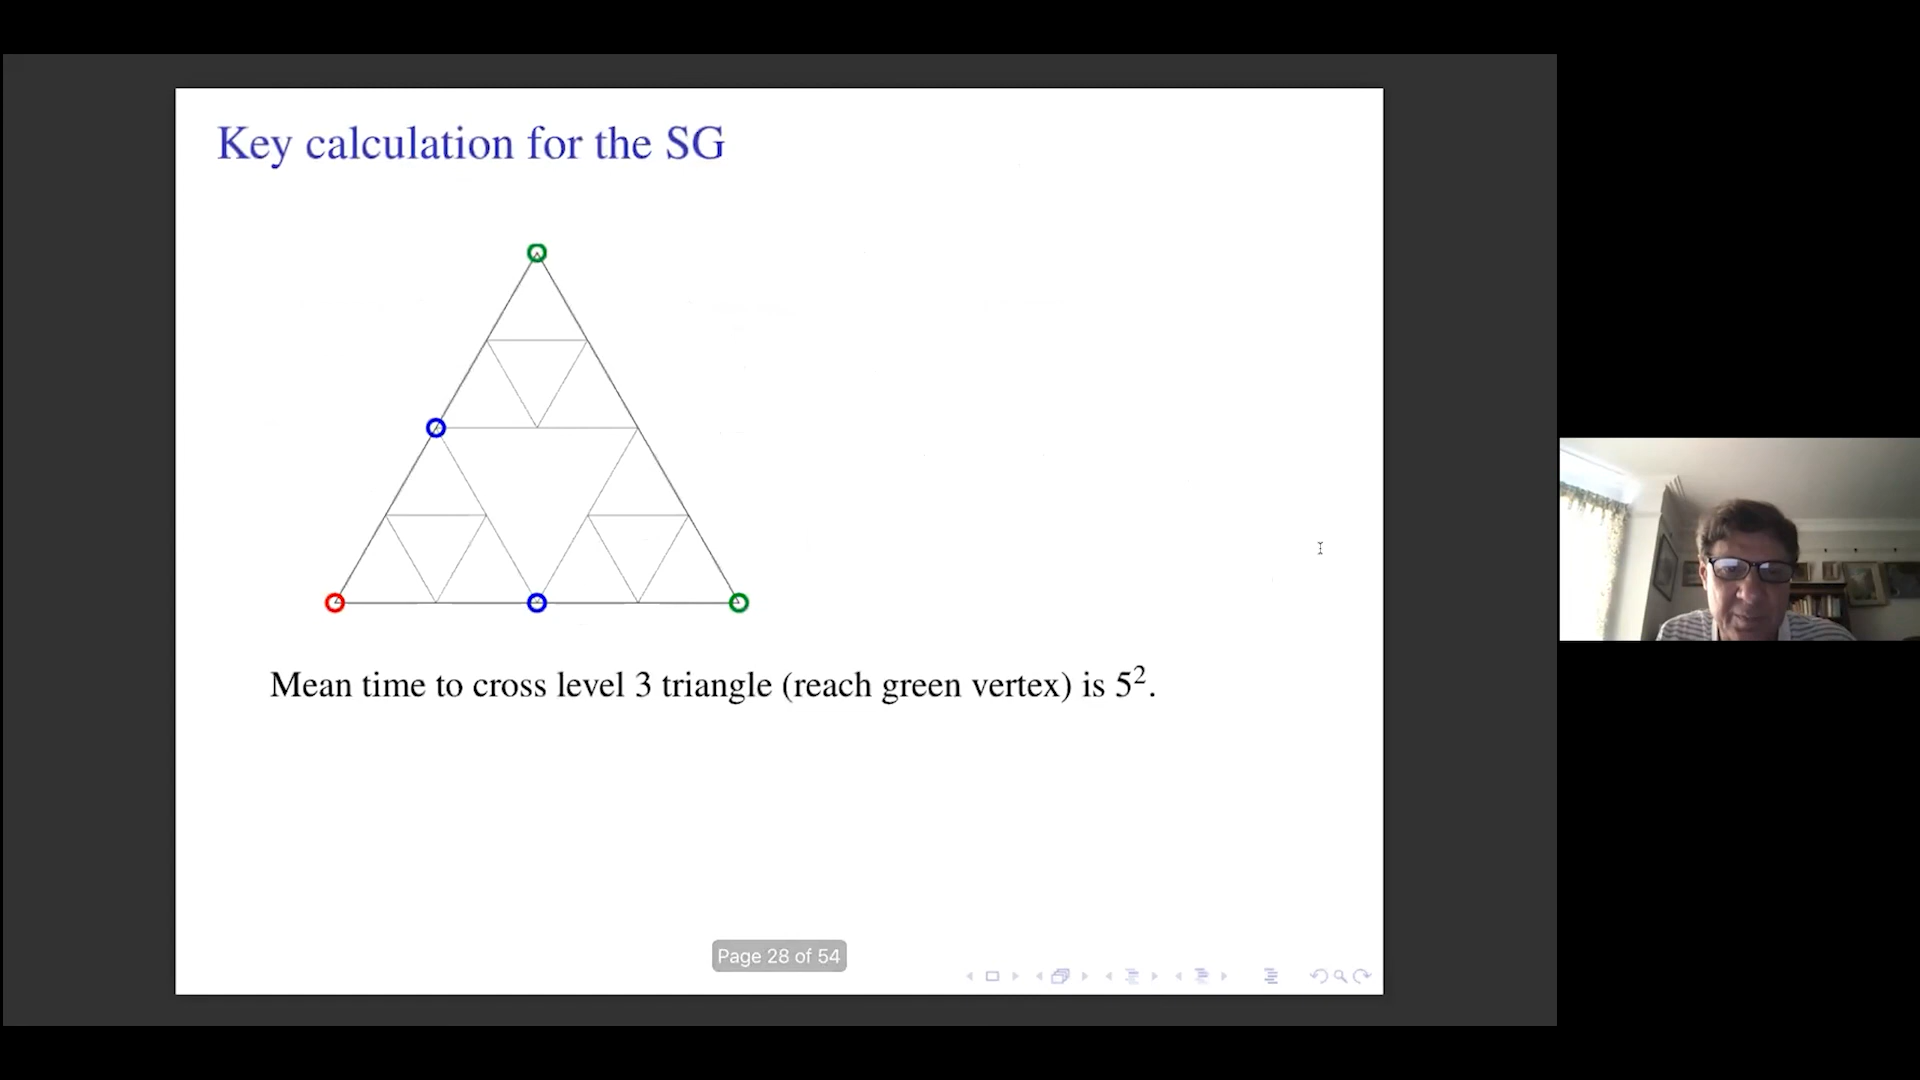 Key calculation for the SG
Mean time to cross level 3 triangle (reach green vertex) is 5².
Page 28 of 54